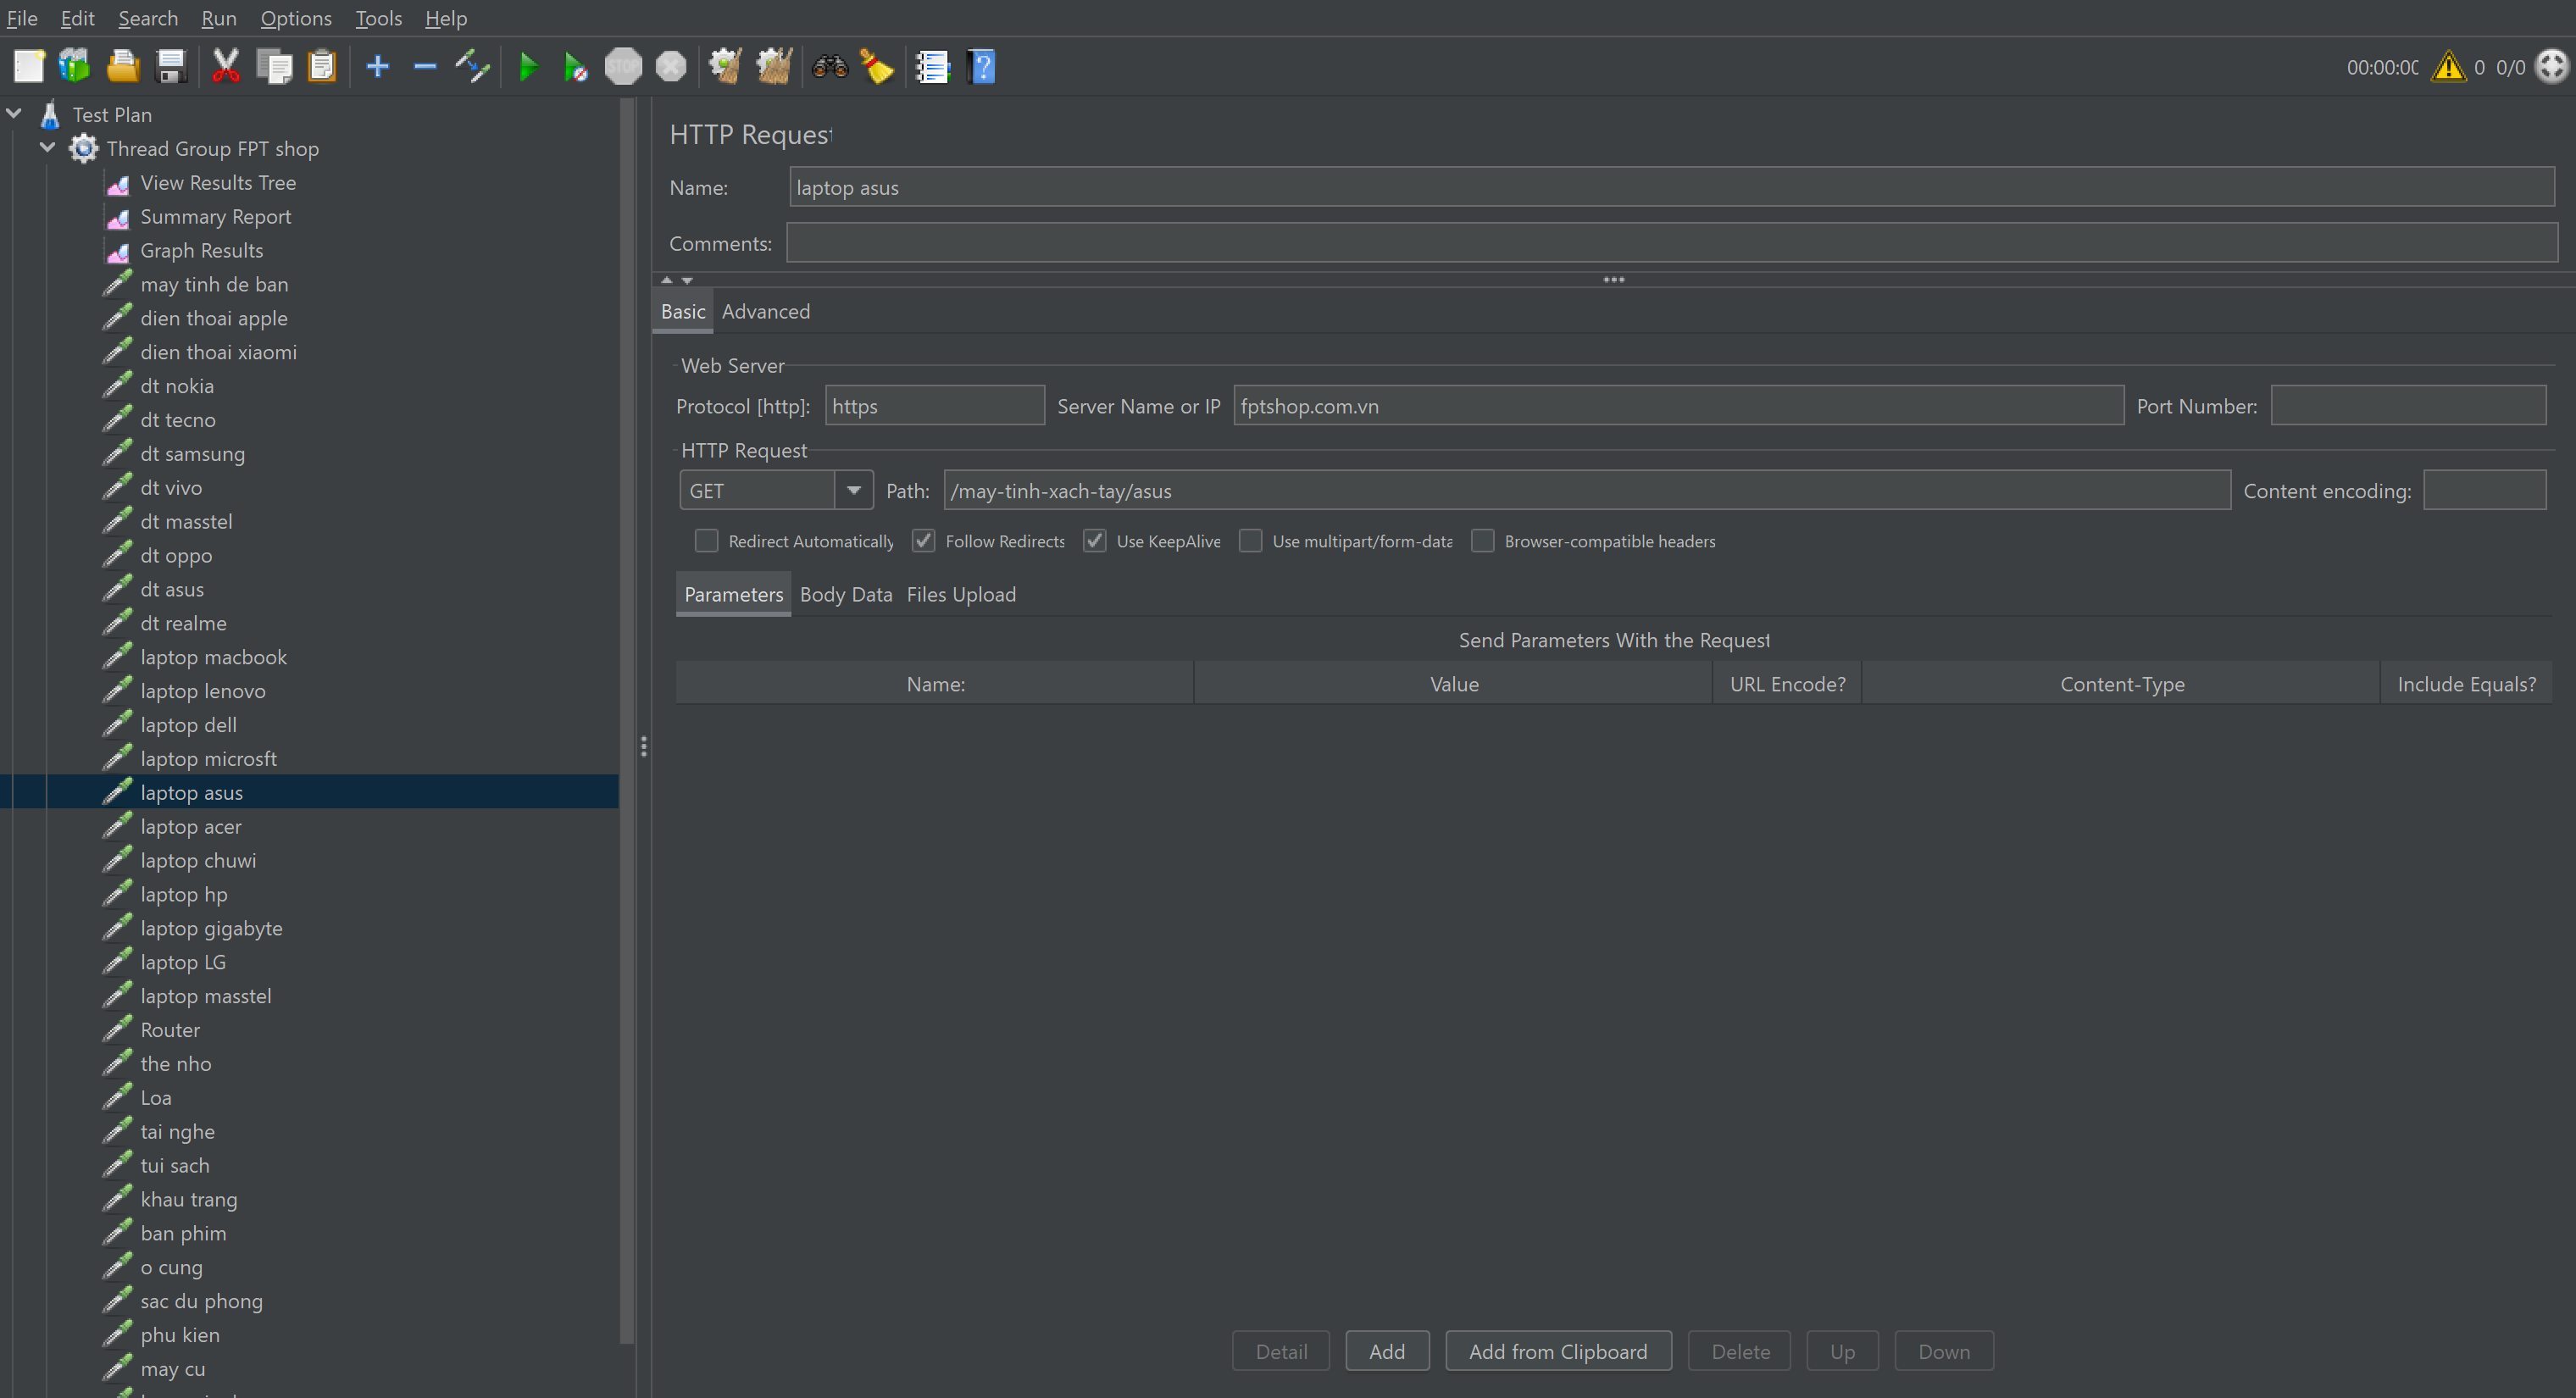 File Edit Search Run Options Tools Help
STOP
00:00:00 0 0/0
Test Plan
Thread Group FPT shop
View Results Tree
Summary Report
Graph Results
may tinh de ban
dien thoai apple
dien thoai xiaomi
dt nokia
dt tecno
dt samsung
dt vivo
dt masstel
dt oppo
dt asus
dt realme
laptop macbook
laptop lenovo
laptop dell
laptop microsft
laptop asus
laptop acer
laptop chuwi
laptop hp
laptop gigabyte
laptop LG
laptop masstel
Router
the nho
Loa
tai nghe
tui sach
khau trang
ban phim
o cung
sac du phong
phu kien
may cu
HTTP Request
Name: laptop asus
Comments:
Basic Advanced
Web Server
Protocol [http]: https Server Name or IP fptshop.com.vn Port Number:
HTTP Request
GET Path: /may-tinh-xach-tay/asus Content encoding:
Redirect Automatically Follow Redirects Use KeepAlive Use multipart/form-data Browser-compatible headers
Parameters Body Data Files Upload
Send Parameters With the Request
Name: Value URL Encode? Content-Type Include Equals?
Detail Add Add from Clipboard Delete Up Down